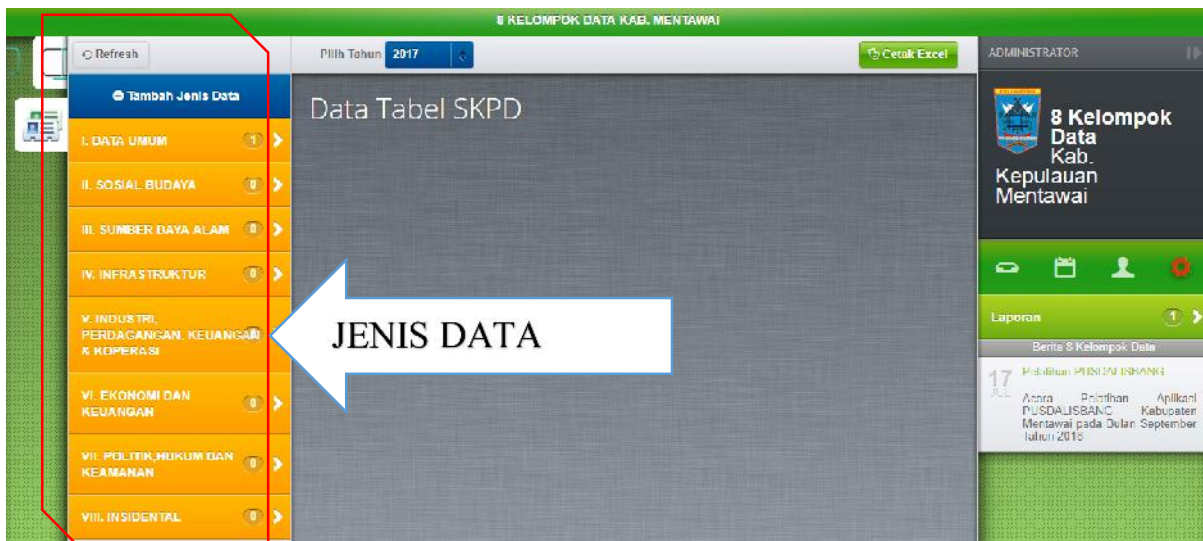 8 KELOMPOK DATA KAB. MENTAWAI
Refresh
Pilih Tahun 2017
Cetak Excel
ADMINISTRATOR
Tambah Jenis Data
I. DATA UMUM 1
II. SOSIAL BUDAYA 0
III. SUMBER DAYA ALAM 0
IV. INFRASTRUKTUR 0
V. INDUSTRI,
PERDAGANGAN, KEUANGAN
& KOPERASI
VI. EKONOMI DAN
KEUANGAN 0
VII. POLITIK,HUKUM DAN
KEAMANAN 0
VIII. INSIDENTAL 0
Data Tabel SKPD
JENIS DATA
8 Kelompok
Data
Kab.
Kepulauan
Mentawai
Laporan 1
Berita 8 Kelompok Data
17
JUL
Pelatihan PUSDALISBANG
Acara Pelatihan Aplikasi
PUSDALISBANG Kabupaten
Mentawai pada Bulan September
Tahun 2018